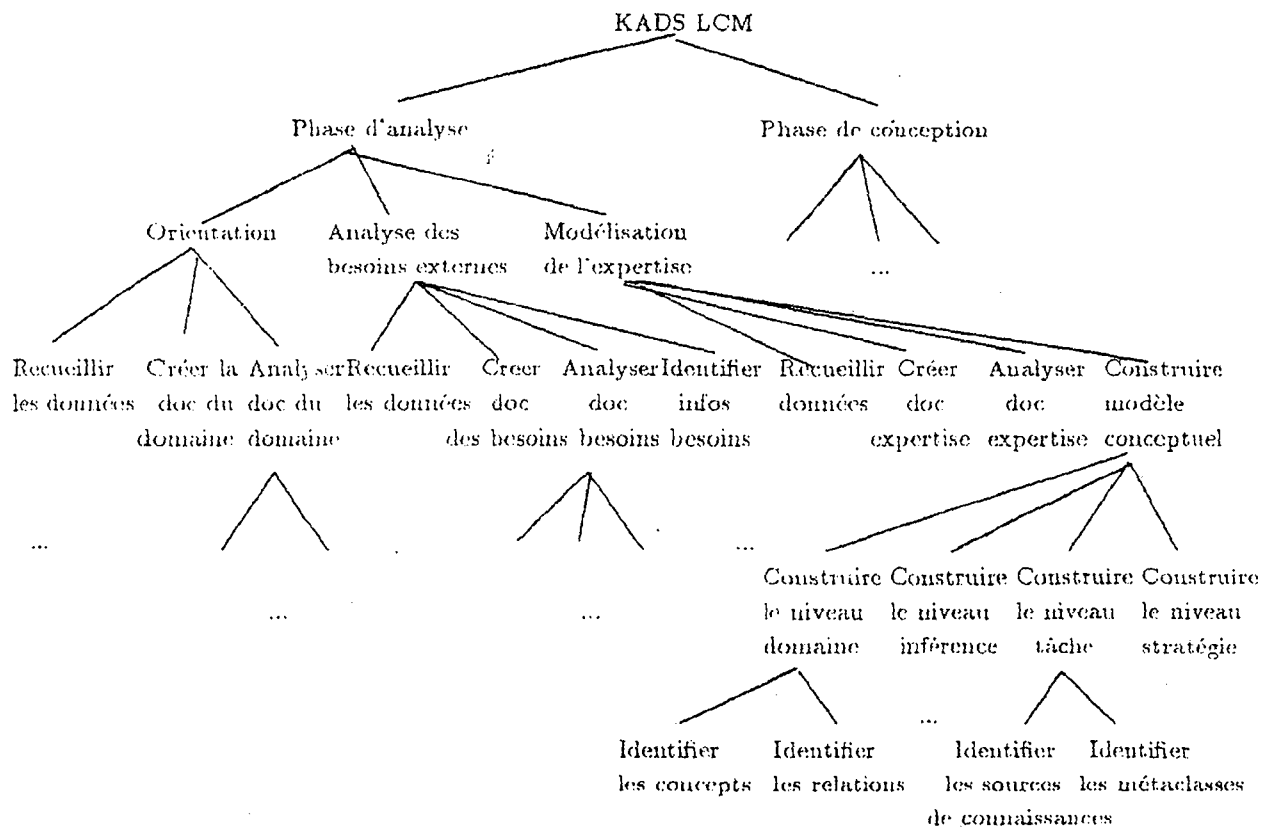 KADS LCM
Phase d'analyse Phase de conception
Orientation Analyse des Modélisation
besoins externes de l'expertise ...
Recueillir Créer la Analyser Recueillir Creer Analyser Identifier Recueillir Créer Analyser Construire
les données doc du doc du les données doc doc infos données doc doc modèle
domaine domaine des besoins besoins besoins expertise expertise conceptuel
... ...
Construire Construire Construire Construire
... ... le niveau le niveau le niveau le niveau
domaine inférence tâche stratégie
...
Identifier Identifier Identifier Identifier
les concepts les relations les sources les métaclasses
de connaissances